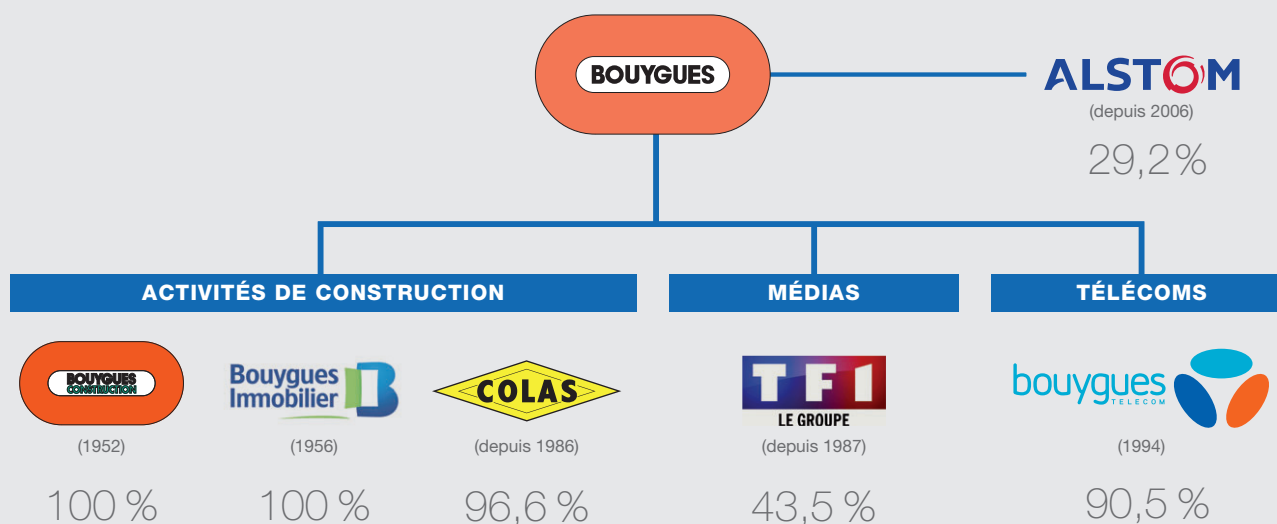 BOUYGUES
ALSTOM
(depuis 2006)
29,2 %
ACTIVITÉS DE CONSTRUCTION
MÉDIAS
TÉLÉCOMS
BOUYGUES
CONSTRUCTION
(1952)
100 %
Bouygues
Immobilier
(1956)
100 %
COLAS
(depuis 1986)
96,6 %
TF1
LE GROUPE
(depuis 1987)
43,5 %
bouygues
TELECOM
(1994)
90,5 %